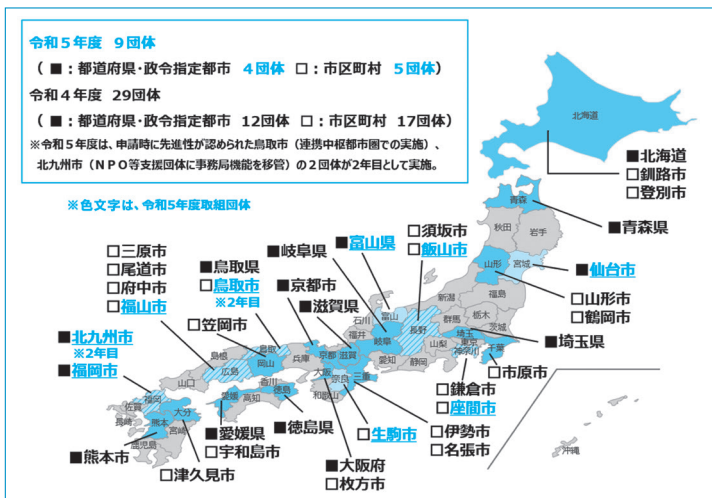 令和5年度 9団体
( ■:都道府県・政令指定都市 4団体 □:市区町村 5団体)
令和4年度 29団体
( ■:都道府県・政令指定都市 12団体 □:市区町村 17団体)
※令和5年度は、申請時に先進性が認められた鳥取市(連携中枢都市圏での実施)、
北九州市(NPO等支援団体に事務局機能を移管)の2団体が2年目として実施。
※色文字は、令和5年度取組団体
北海道
■北海道
□釧路市
□登別市
青森
■青森県
秋田
岩手
山形
宮城
■仙台市
□山形市
□鶴岡市
福島
新潟
栃木
群馬
茨城
埼玉
■埼玉県
東京
千葉
神奈川
□市原市
□鎌倉市
□座間市
□須坂市
□飯山市
長野
山梨
静岡
■富山県
富山
石川
福井
■岐阜県
岐阜
愛知
■滋賀県
滋賀
■京都市
京都
三重
□伊勢市
□名張市
奈良
□生駒市
和歌山
大阪
■大阪府
□枚方市
兵庫
■鳥取県
□鳥取市
※2年目
鳥取
□笠岡市
岡山
□三原市
□尾道市
□府中市
□福山市
広島
島根
山口
香川
徳島
■徳島県
愛媛
高知
■愛媛県
□宇和島市
■北九州市
※2年目
■福岡市
福岡
佐賀
長崎
大分
熊本
宮崎
鹿児島
■熊本市
□津久見市
沖縄